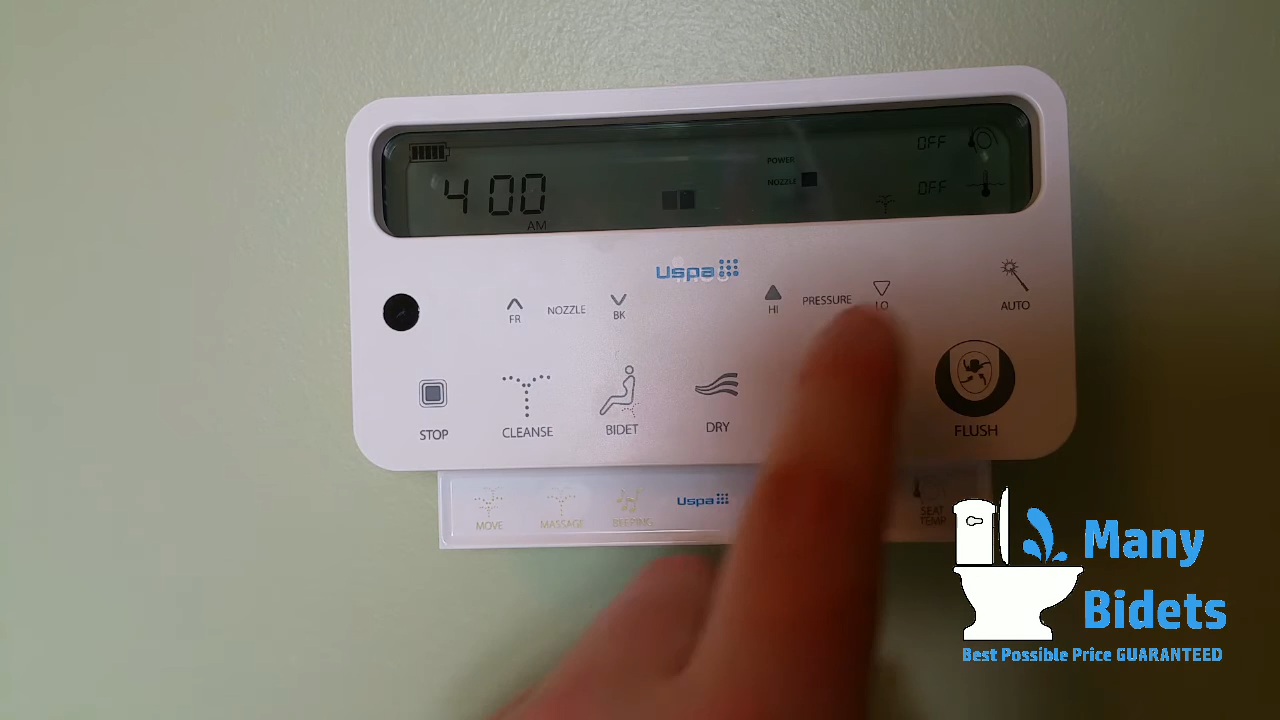 OFF
POWER
4 00
NOZZLE
OFF
AM
Uspa
FR
NOZZLE
BK
HI
PRESSURE
LO
AUTO
STOP
CLEANSE
BIDET
DRY
FLUSH
MOVE
MASSAGE
BEEPING
Uspa
SEAT
TEMP
Many
Bidets
Best Possible Price GUARANTEED